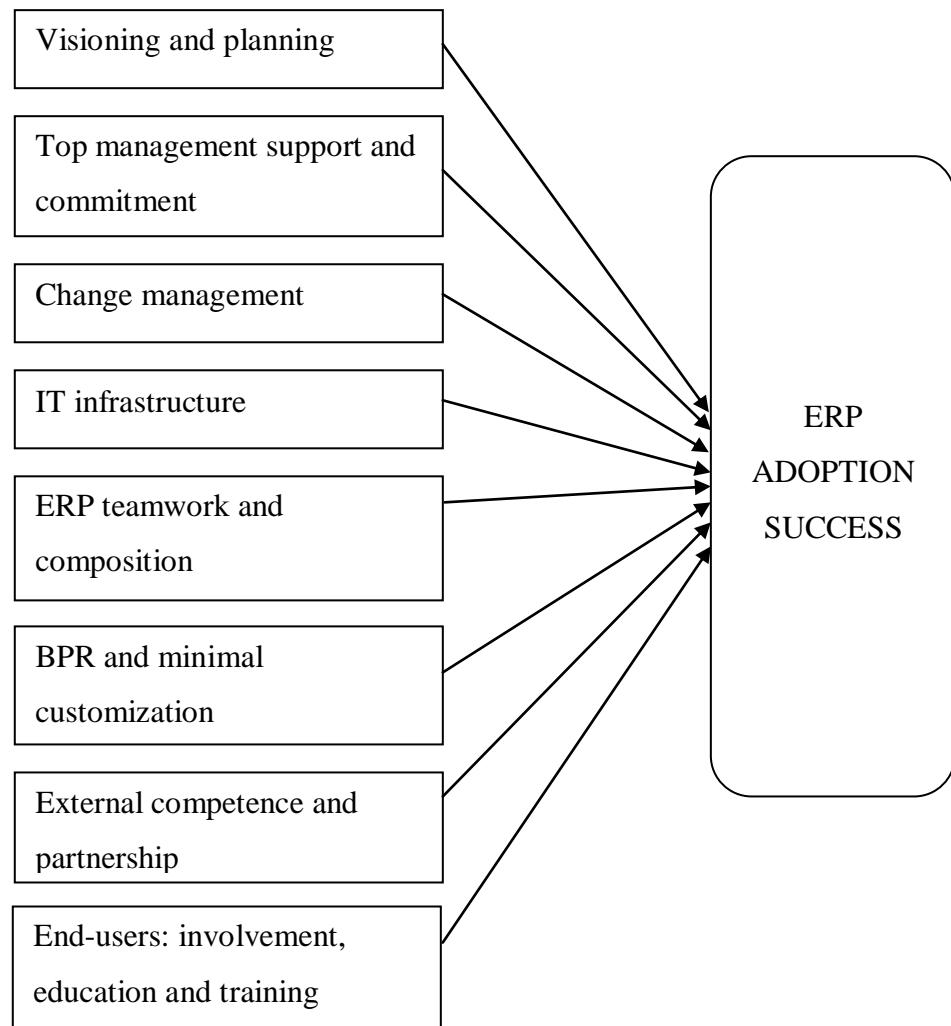 Visioning and planning
Top management support and
commitment
Change management
IT infrastructure
ERP teamwork and
composition
BPR and minimal
customization
External competence and
partnership
End-users: involvement,
education and training
ERP
ADOPTION
SUCCESS